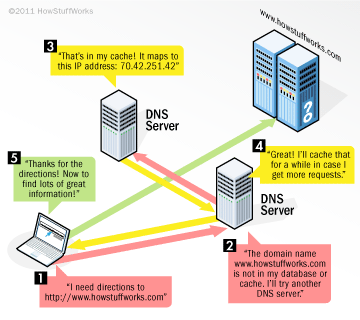 ©2011 HowStuffWorks
www.howstuffworks.com
3
"That's in my cache! It maps to
this IP address: 70.42.251.42"
DNS
Server
4
"Great! I'll cache that
for a while in case I
get more requests."
5
"Thanks for the
directions! Now to
find lots of great
information!"
DNS
Server
1
"I need directions to
http://www.howstuffworks.com"
2
"The domain name
www.howstuffworks.com
is not in my database or
cache. I'll try another
DNS server."